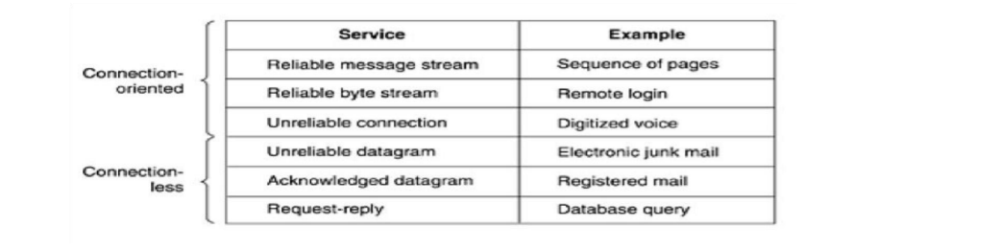 Service Example
Reliable message stream Sequence of pages
Connection-
oriented
Reliable byte stream Remote login
Unreliable connection Digitized voice
Unreliable datagram Electronic junk mail
Connection-
less
Acknowledged datagram Registered mail
Request-reply Database query